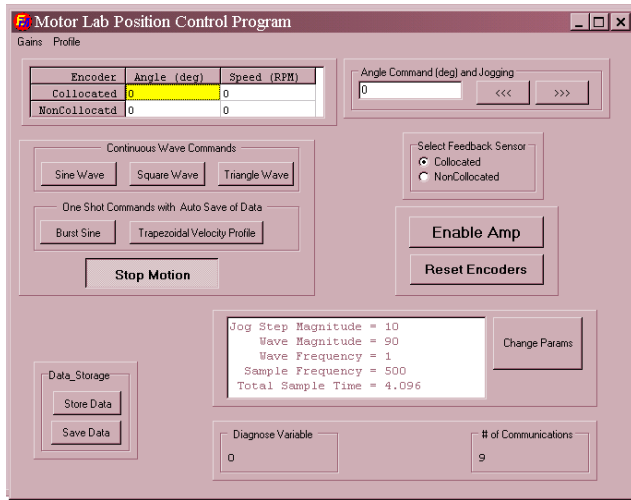 Motor Lab Position Control Program
Gains Profile
Encoder Angle (deg) Speed (RPM)
Collocated 0 0
NonCollocatd 0 0
Angle Command (deg) and Jogging
0 <<< >>>
Continuous Wave Commands
Sine Wave Square Wave Triangle Wave
One Shot Commands with Auto Save of Data
Burst Sine Trapezoidal Velocity Profile
Stop Motion
Select Feedback Sensor
Collocated
NonCollocated
Enable Amp
Reset Encoders
Jog Step Magnitude = 10
Wave Magnitude = 90
Wave Frequency = 1
Sample Frequency = 500
Total Sample Time = 4.096
Change Params
Data_Storage
Store Data
Save Data
Diagnose Variable
0
# of Communications
9